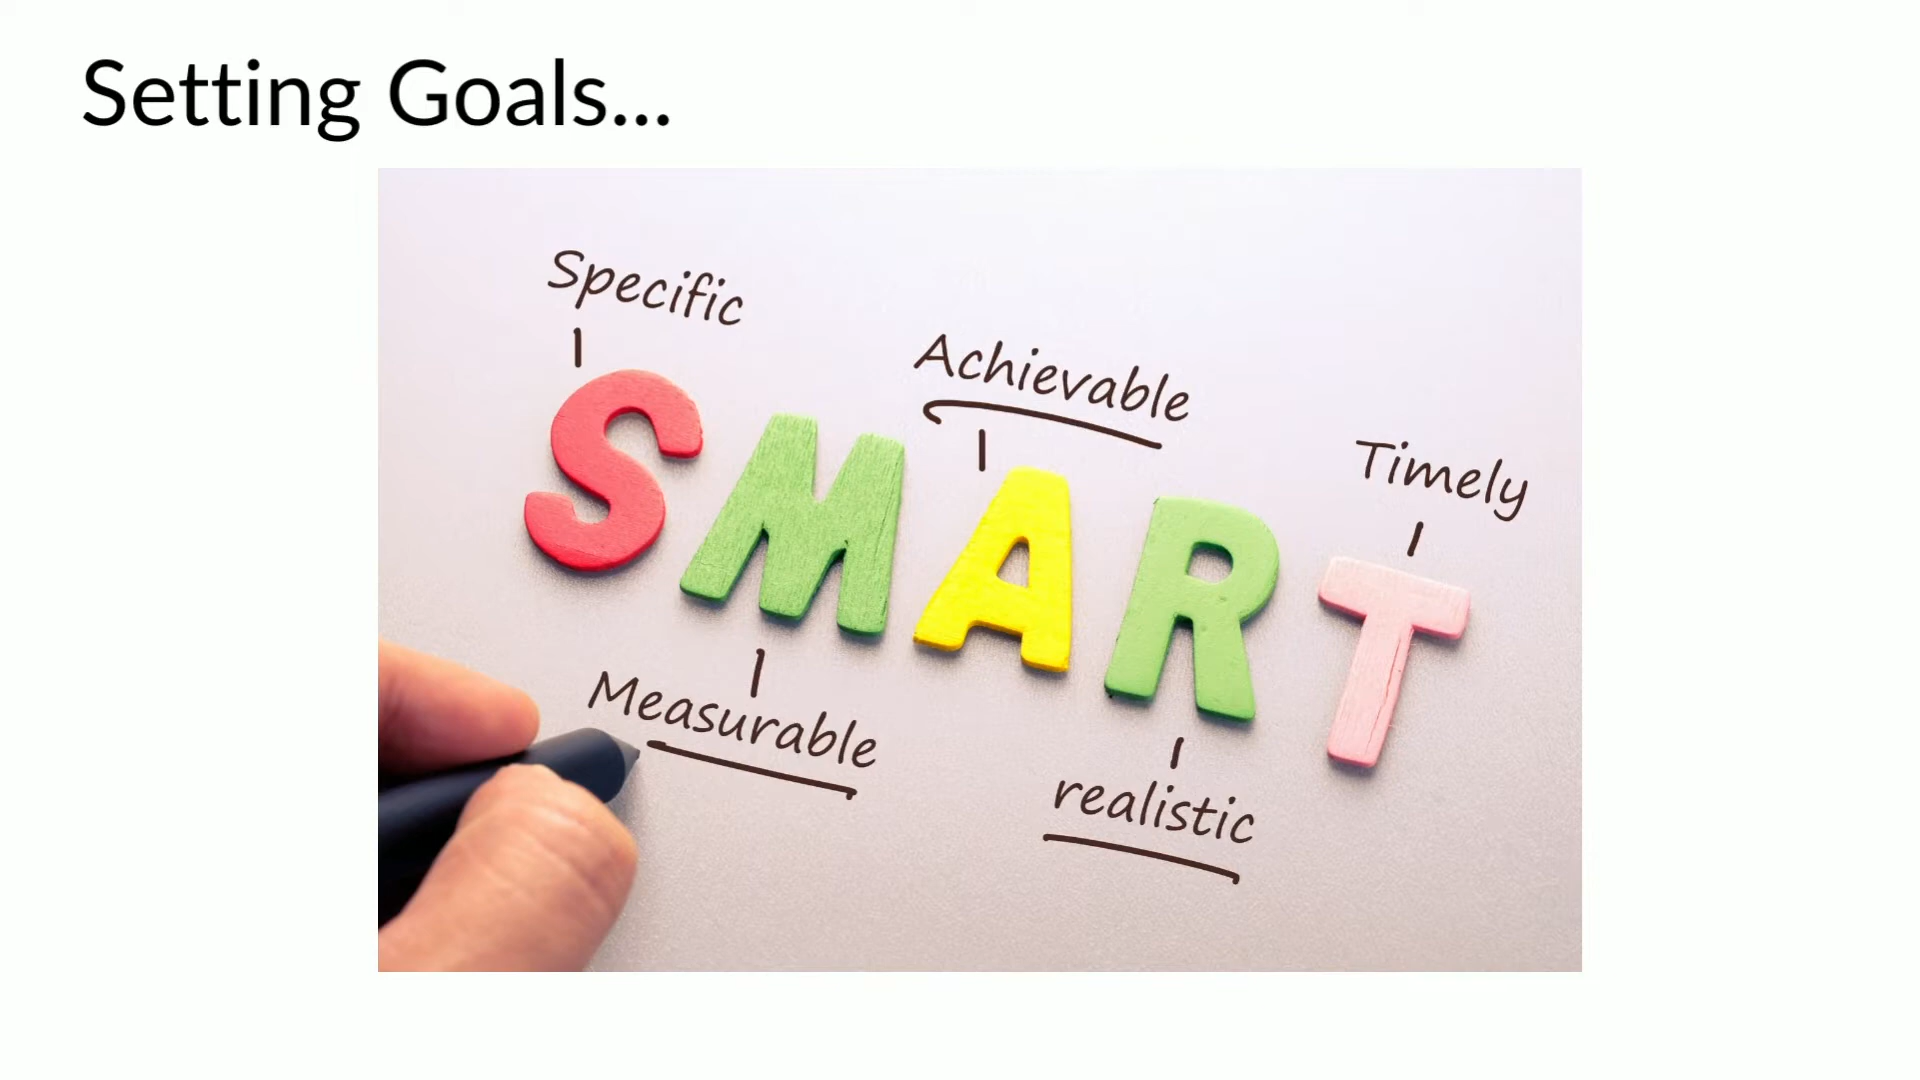 Setting Goals...
Specific
Achievable
Timely
SMART
Measurable
realistic